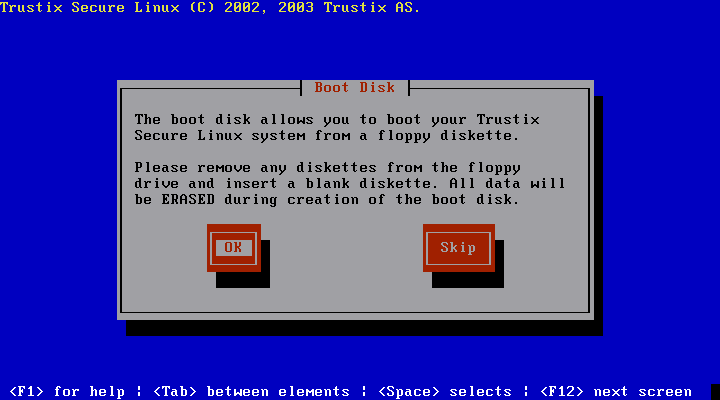 Trustix Secure Linux (C) 2002, 2003 Trustix AS.
Boot Disk
The boot disk allows you to boot your Trustix
Secure Linux system from a floppy diskette.
Please remove any diskettes from the floppy
drive and insert a blank diskette. All data will
be ERASED during creation of the boot disk.
OK Skip
<F1> for help ¦ <Tab> between elements ¦ <Space> selects ¦ <F12> next screen